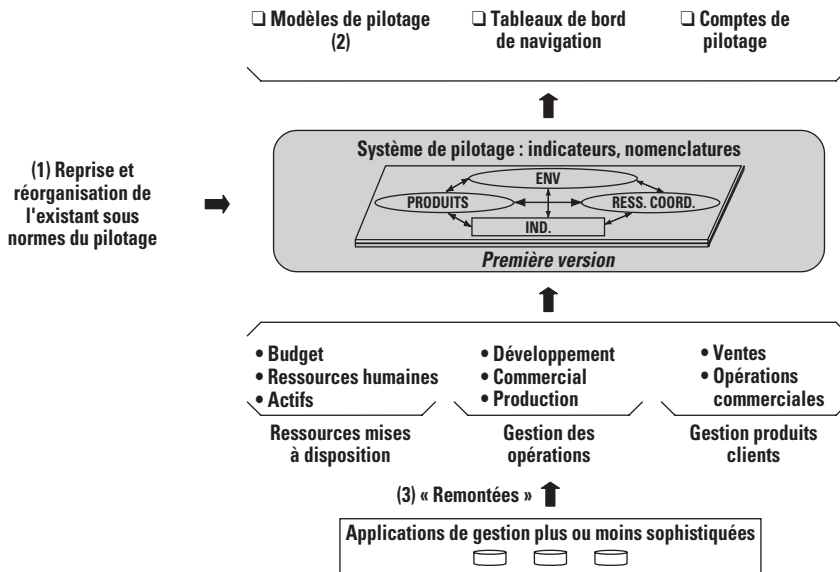 ❏ Modèles de pilotage
(2)
❏ Tableaux de bord
de navigation
❏ Comptes de
pilotage
(1) Reprise et
réorganisation de
l'existant sous
normes du pilotage
Système de pilotage : indicateurs, nomenclatures
ENV
PRODUITS
RESS. COORD.
IND.
Première version
• Budget
• Ressources humaines
• Actifs
• Développement
• Commercial
• Production
• Ventes
• Opérations
commerciales
Ressources mises
à disposition
Gestion des
opérations
Gestion produits
clients
(3) « Remontées »
Applications de gestion plus ou moins sophistiquées